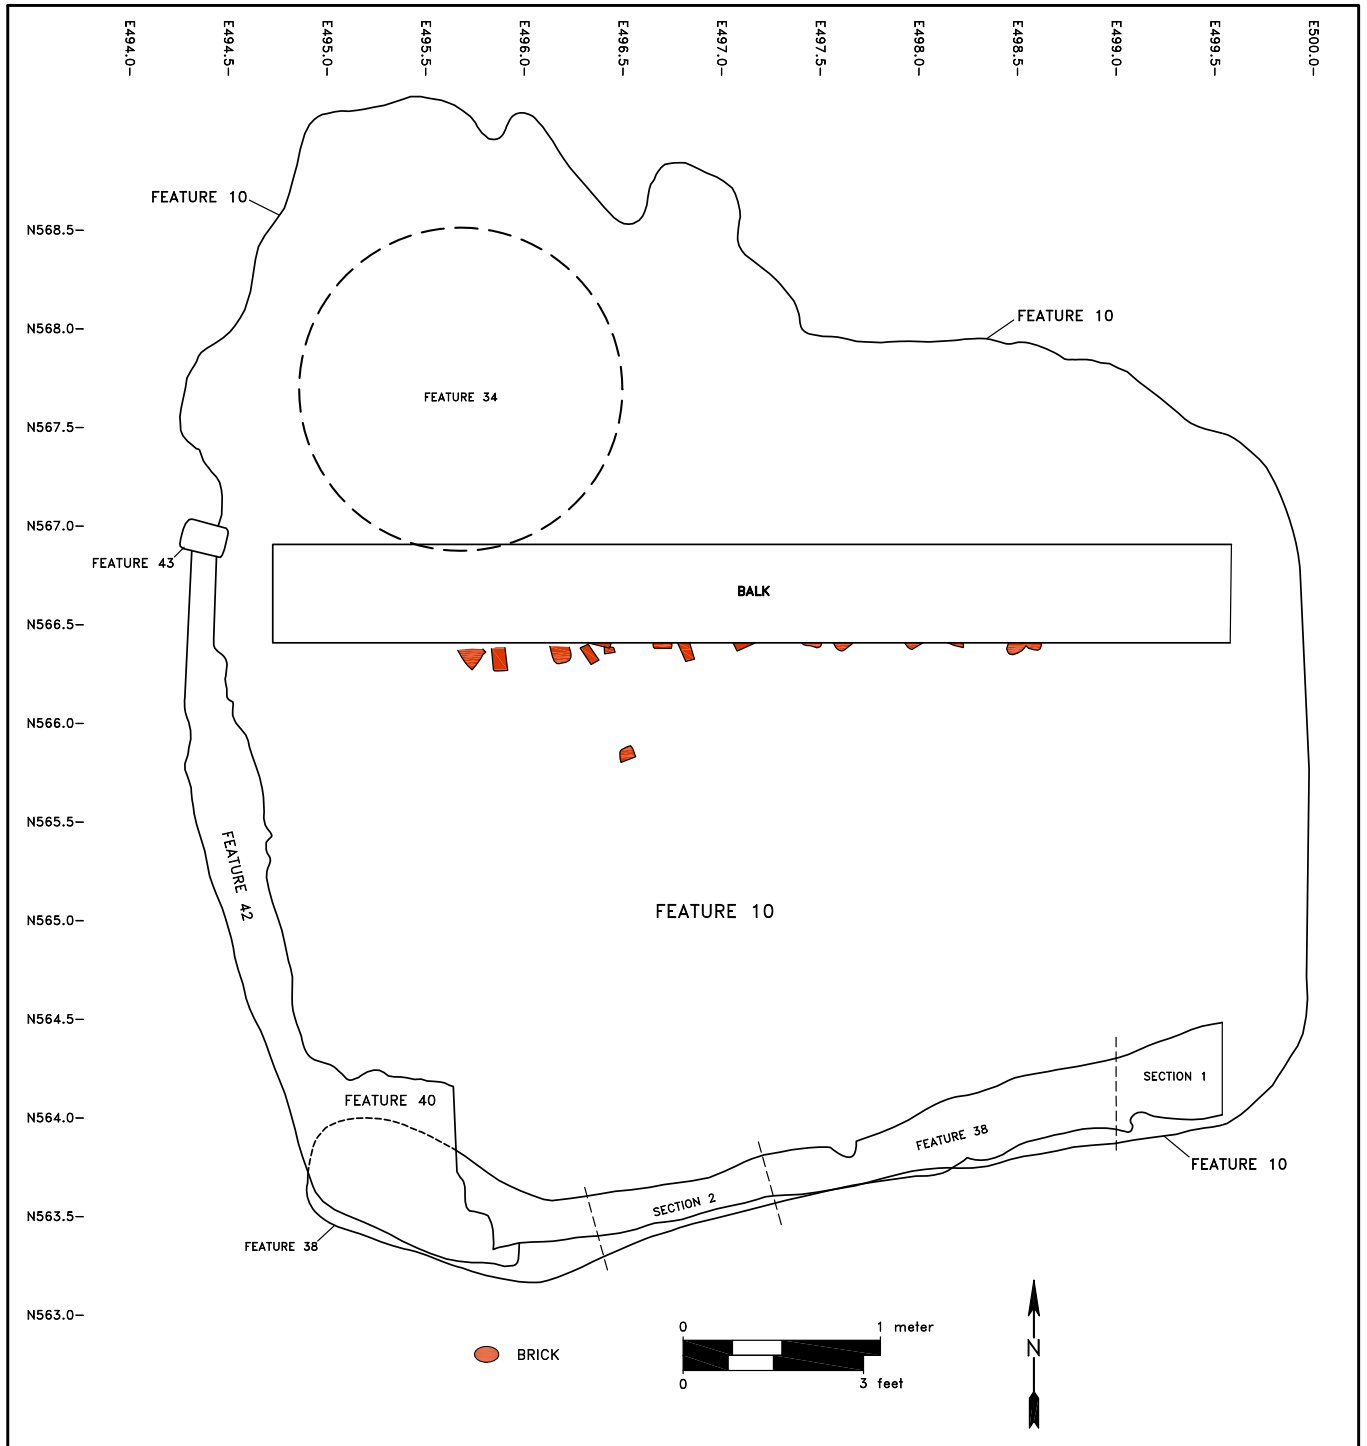 E494.0–
E494.5–
E495.0–
E495.5–
E496.0–
E496.5–
E497.0–
E497.5–
E498.0–
E498.5–
E499.0–
E499.5–
E500.0–
FEATURE 10
N568.5–
N568.0–
FEATURE 10
FEATURE 34
N567.5–
N567.0–
FEATURE 43
BALK
N566.5–
N566.0–
N565.5–
FEATURE 42
FEATURE 10
N565.0–
N564.5–
SECTION 1
FEATURE 40
N564.0–
FEATURE 38
FEATURE 10
SECTION 2
N563.5–
FEATURE 38
N563.0–
0 1 meter
N
BRICK
0 3 feet